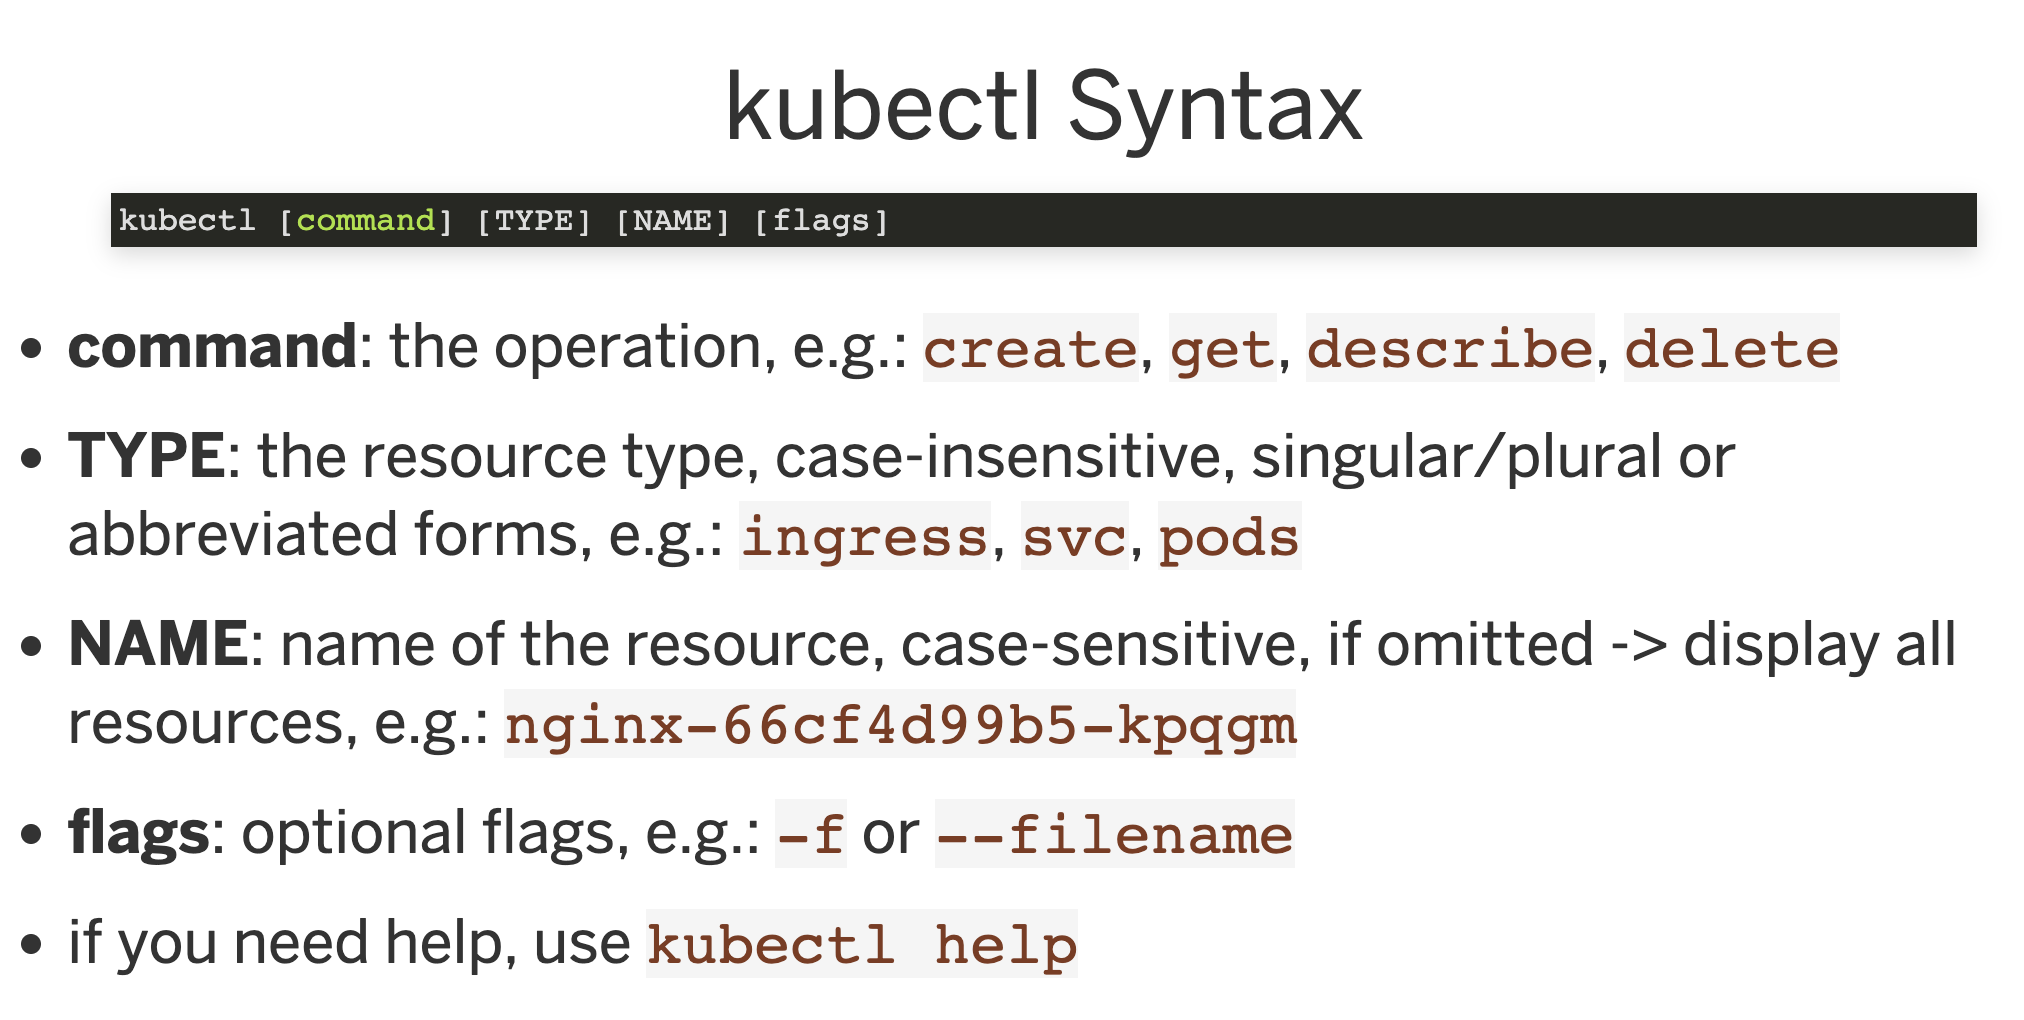 kubectl Syntax
kubectl [command] [TYPE] [NAME] [flags]
• command: the operation, e.g.: create, get, describe, delete
• TYPE: the resource type, case-insensitive, singular/plural or
abbreviated forms, e.g.: ingress, svc, pods
• NAME: name of the resource, case-sensitive, if omitted -> display all
resources, e.g.: nginx-66cf4d99b5-kpqgm
• flags: optional flags, e.g.: -f or --filename
• if you need help, use kubectl help